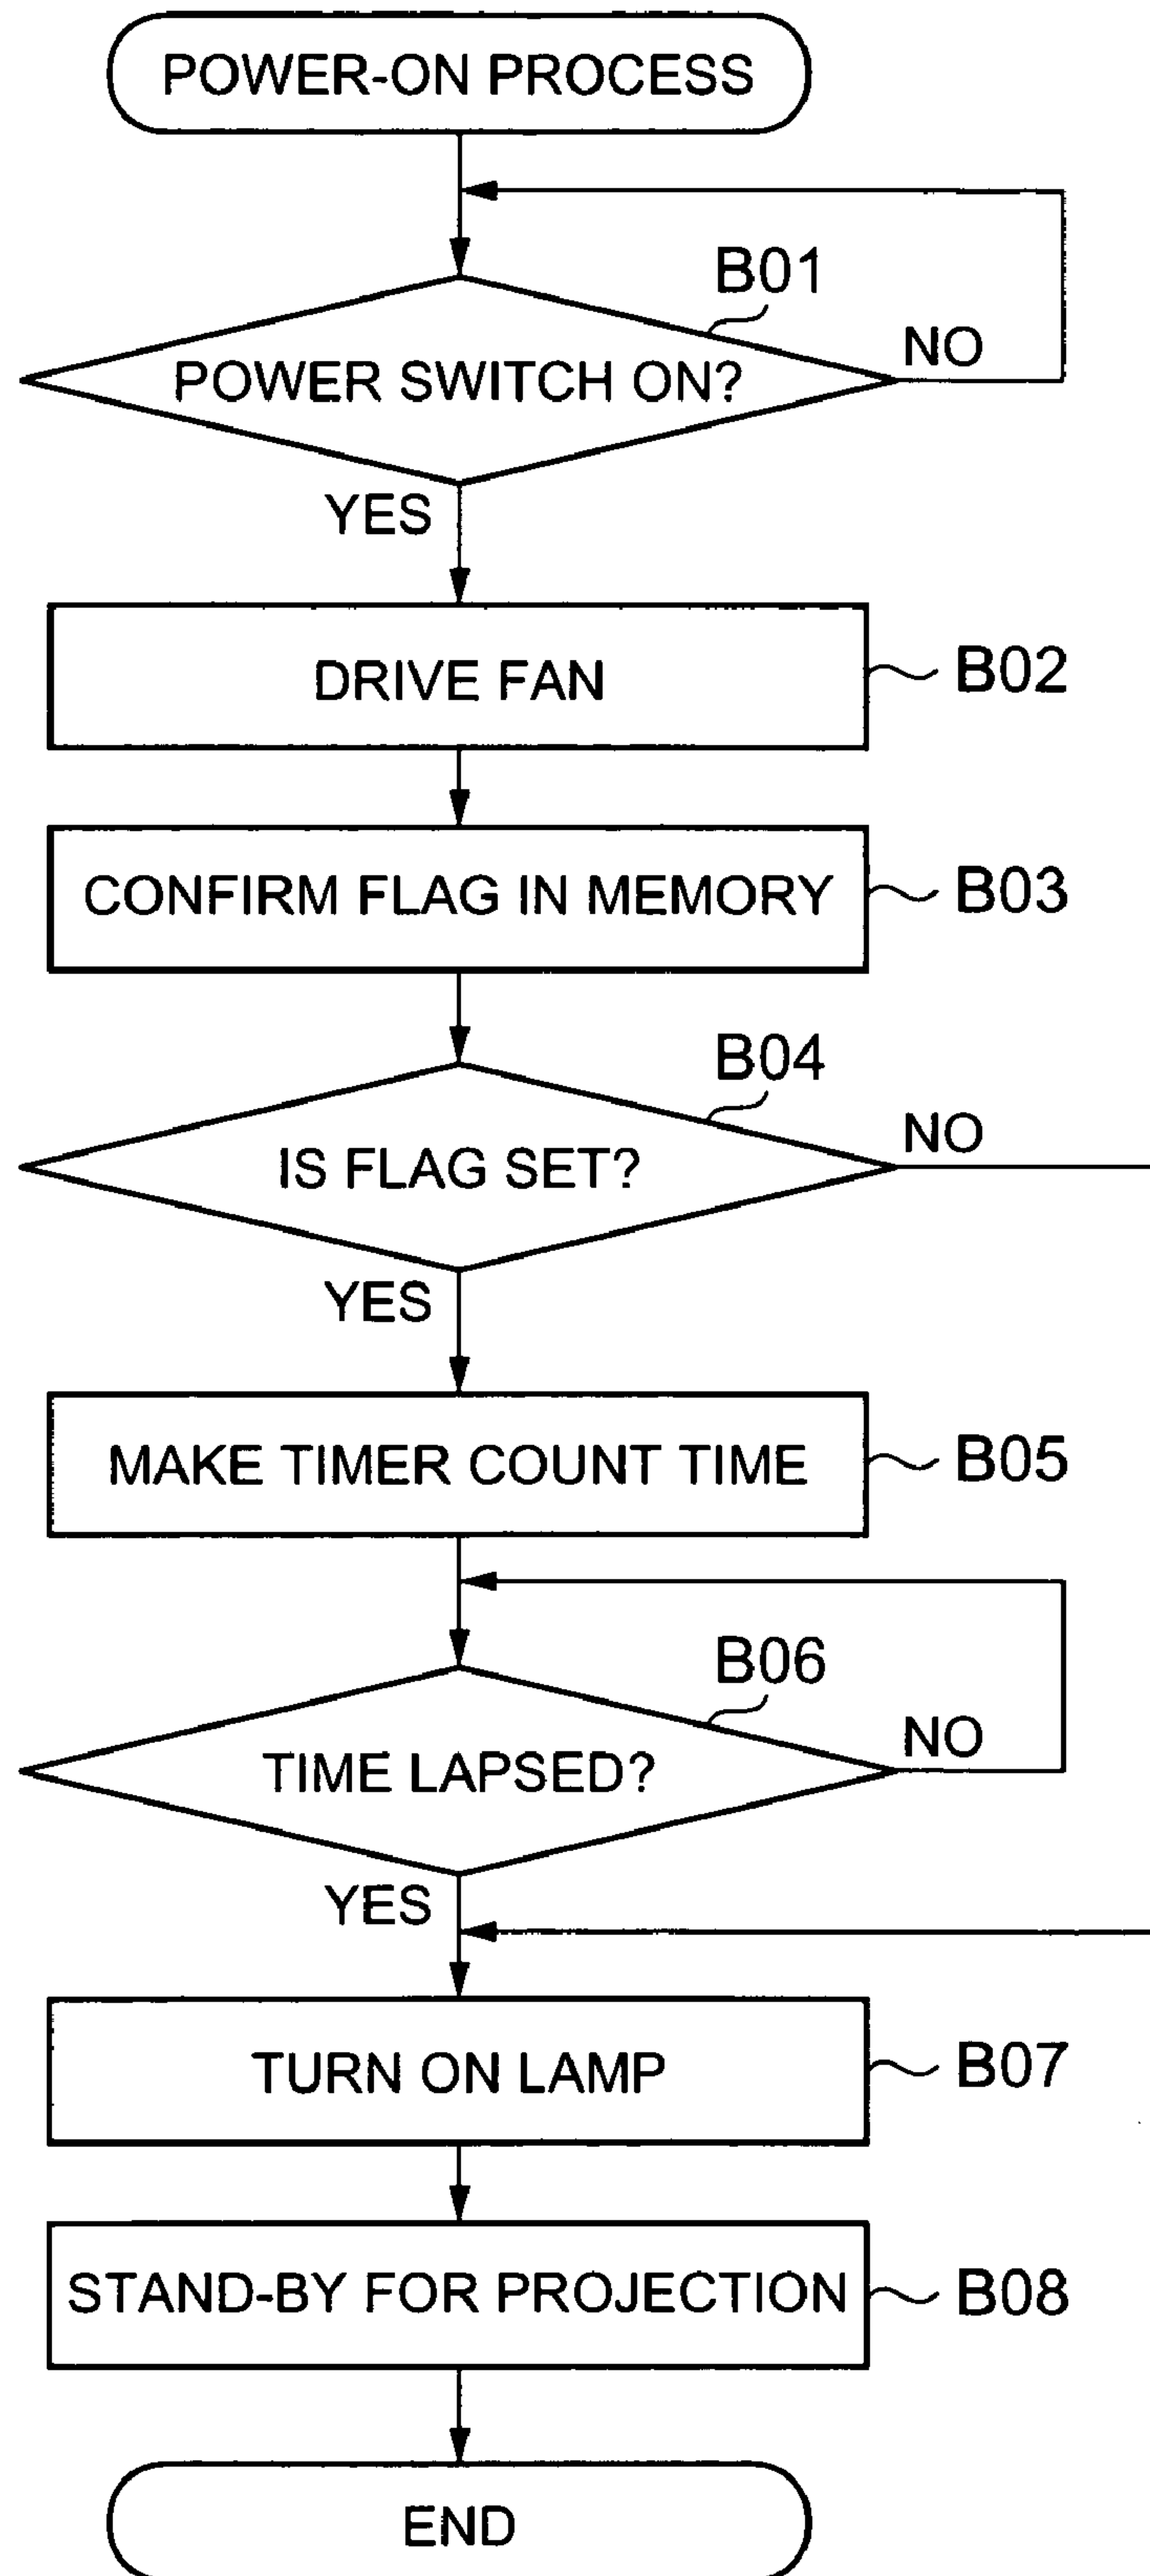 POWER-ON PROCESS
B01
POWER SWITCH ON?
NO
YES
DRIVE FAN
B02
CONFIRM FLAG IN MEMORY
B03
B04
IS FLAG SET?
NO
YES
MAKE TIMER COUNT TIME
B05
B06
TIME LAPSED?
NO
YES
TURN ON LAMP
B07
STAND-BY FOR PROJECTION
B08
END